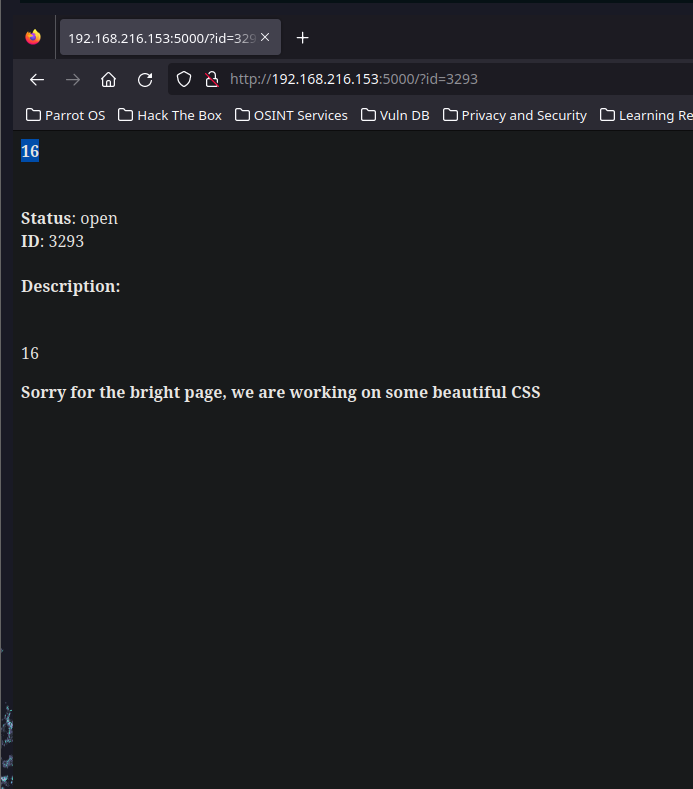 192.168.216.153:5000/?id=329
http://192.168.216.153:5000/?id=3293
Parrot OS Hack The Box OSINT Services Vuln DB Privacy and Security Learning Re
16
Status: open
ID: 3293
Description:
16
Sorry for the bright page, we are working on some beautiful CSS